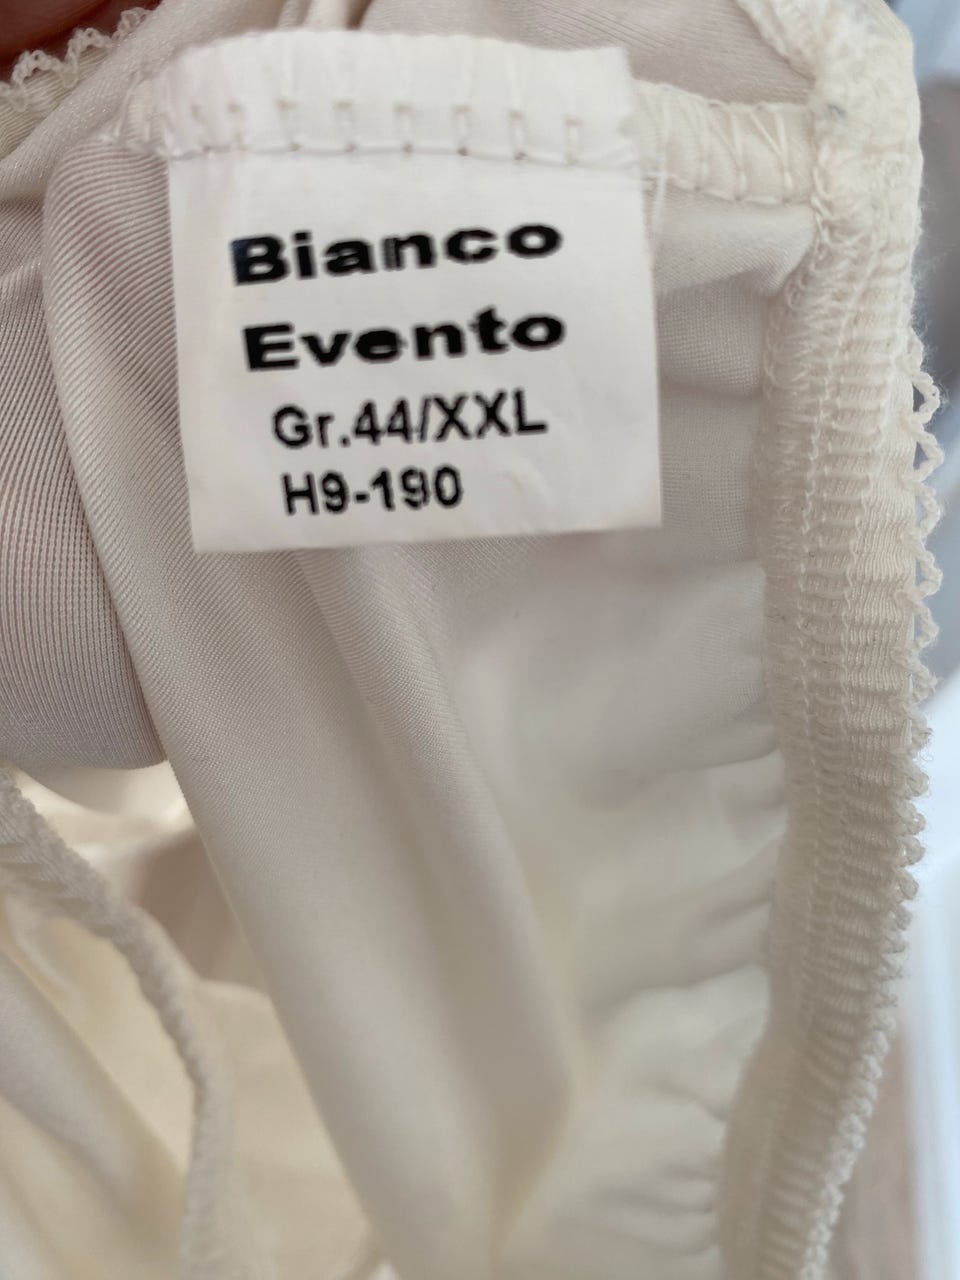 Bianco
Evento
Gr.44/XXL
H9-190